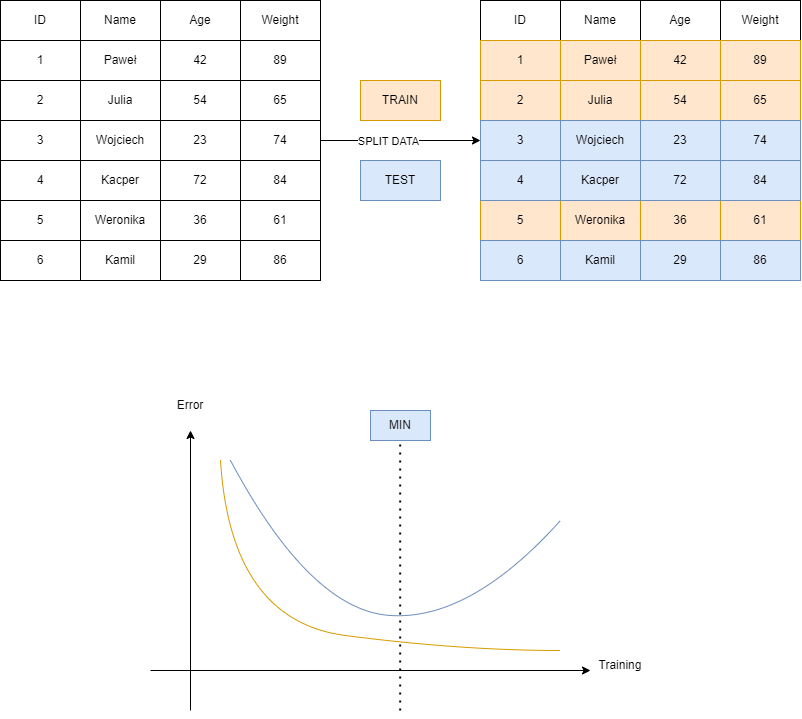 ID Name Age Weight
1 Paweł 42 89
2 Julia 54 65
3 Wojciech 23 74
4 Kacper 72 84
5 Weronika 36 61
6 Kamil 29 86
TRAIN
SPLIT DATA
TEST
ID Name Age Weight
1 Paweł 42 89
2 Julia 54 65
3 Wojciech 23 74
4 Kacper 72 84
5 Weronika 36 61
6 Kamil 29 86
Error
MIN
Training